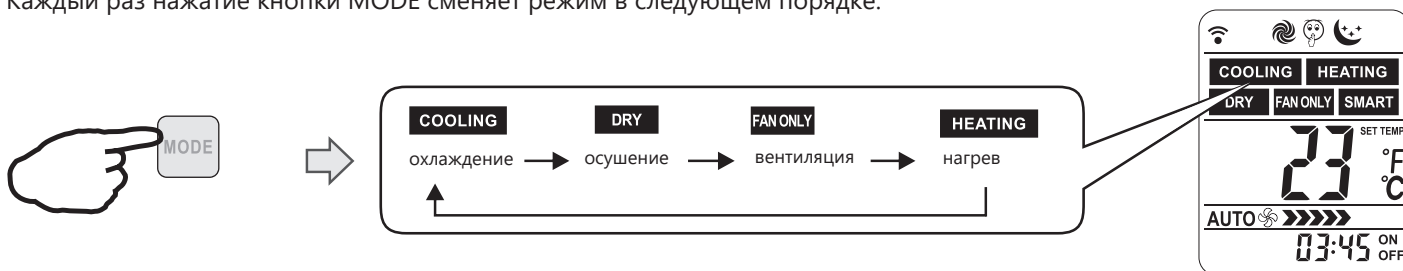 Каждый раз нажатие кнопки MODE сменяет режим в следующем порядке.
MODE
COOLING DRY FAN ONLY HEATING
охлаждение осушение вентиляция нагрев
COOLING HEATING
DRY FAN ONLY SMART
SET TEMP
23 °F
°C
AUTO
03:45 ON
OFF